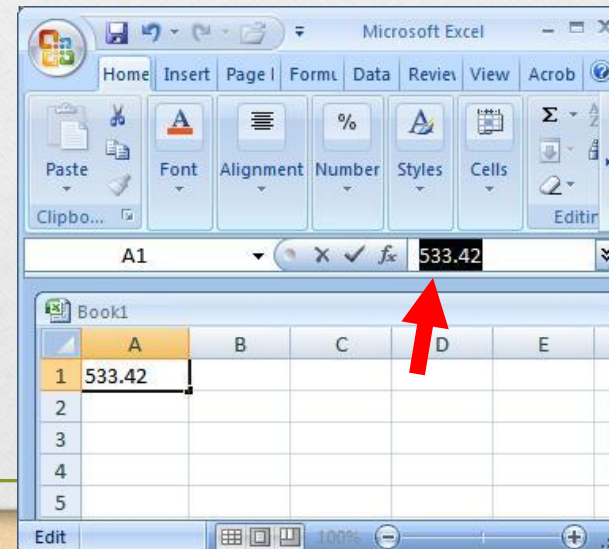 Microsoft Excel
Home Insert Page l Formu Data Review View Acrob
Paste Font Alignment Number Styles Cells Σ
Clipbo... Editin
A1 fx 533.42
Book1
A B C D E
1 533.42
2
3
4
5
Edit 100%